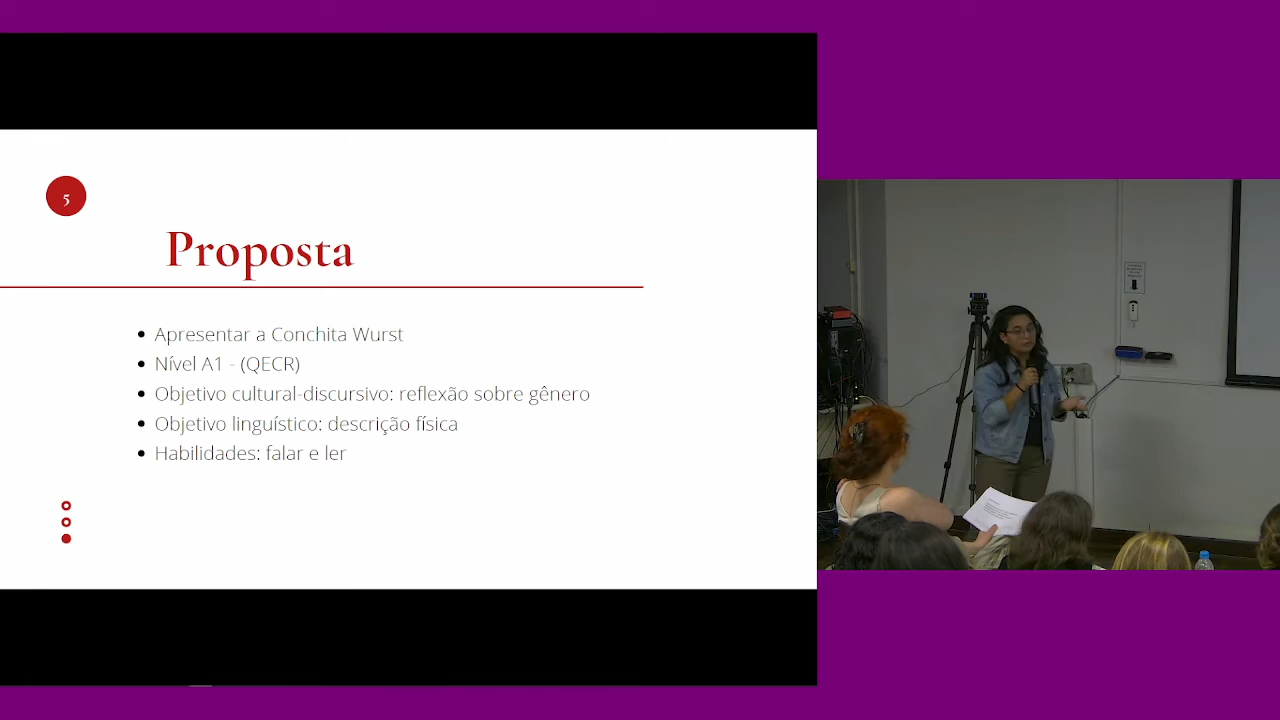 5
Proposta
Apresentar a Conchita Wurst
Nível A1 - (QECR)
Objetivo cultural-discursivo: reflexão sobre gênero
Objetivo linguístico: descrição física
Habilidades: falar e ler